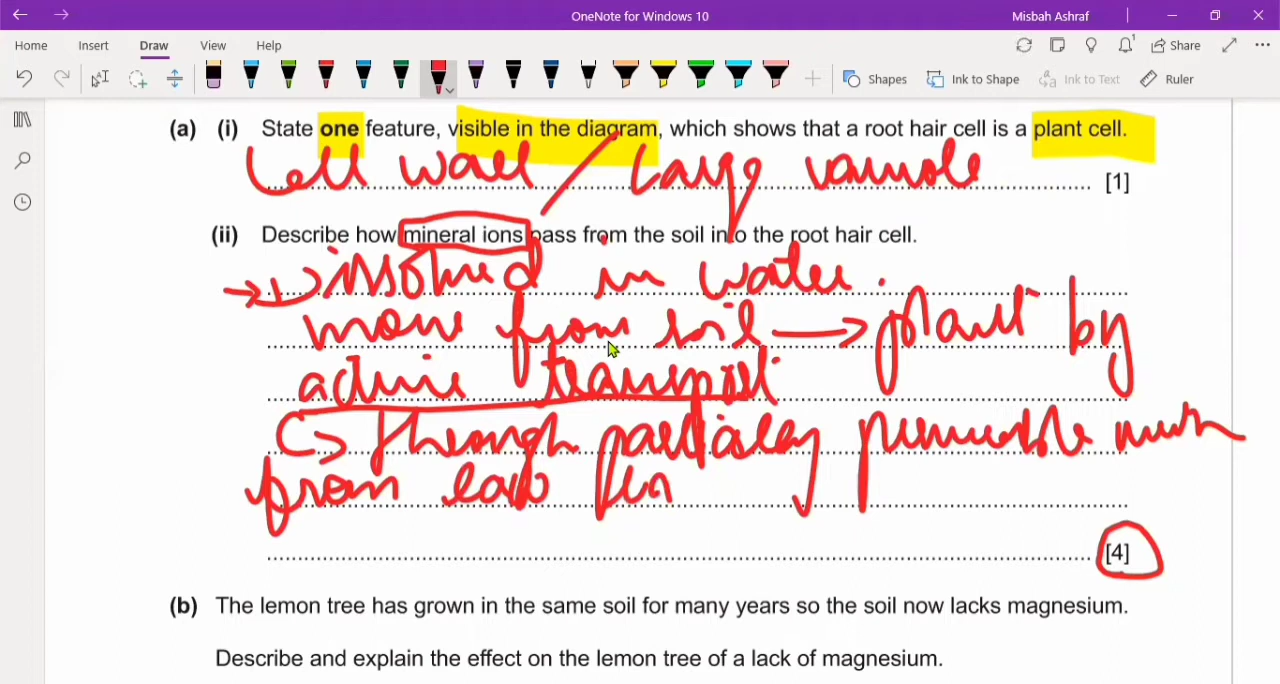 OneNote for Windows 10
Misbah Ashraf
Home Insert Draw View Help
Share
Shapes Ink to Shape Ink to Text Ruler
(a) (i) State one feature, visible in the diagram, which shows that a root hair cell is a plant cell.
Cell wall / Large vacuole
[1]
(ii) Describe how mineral ions pass from the soil into the root hair cell.
→ Dissolved in water.
move from soil → plant by
active transport
↳ through partially permeable
from low
[4]
(b) The lemon tree has grown in the same soil for many years so the soil now lacks magnesium.
Describe and explain the effect on the lemon tree of a lack of magnesium.